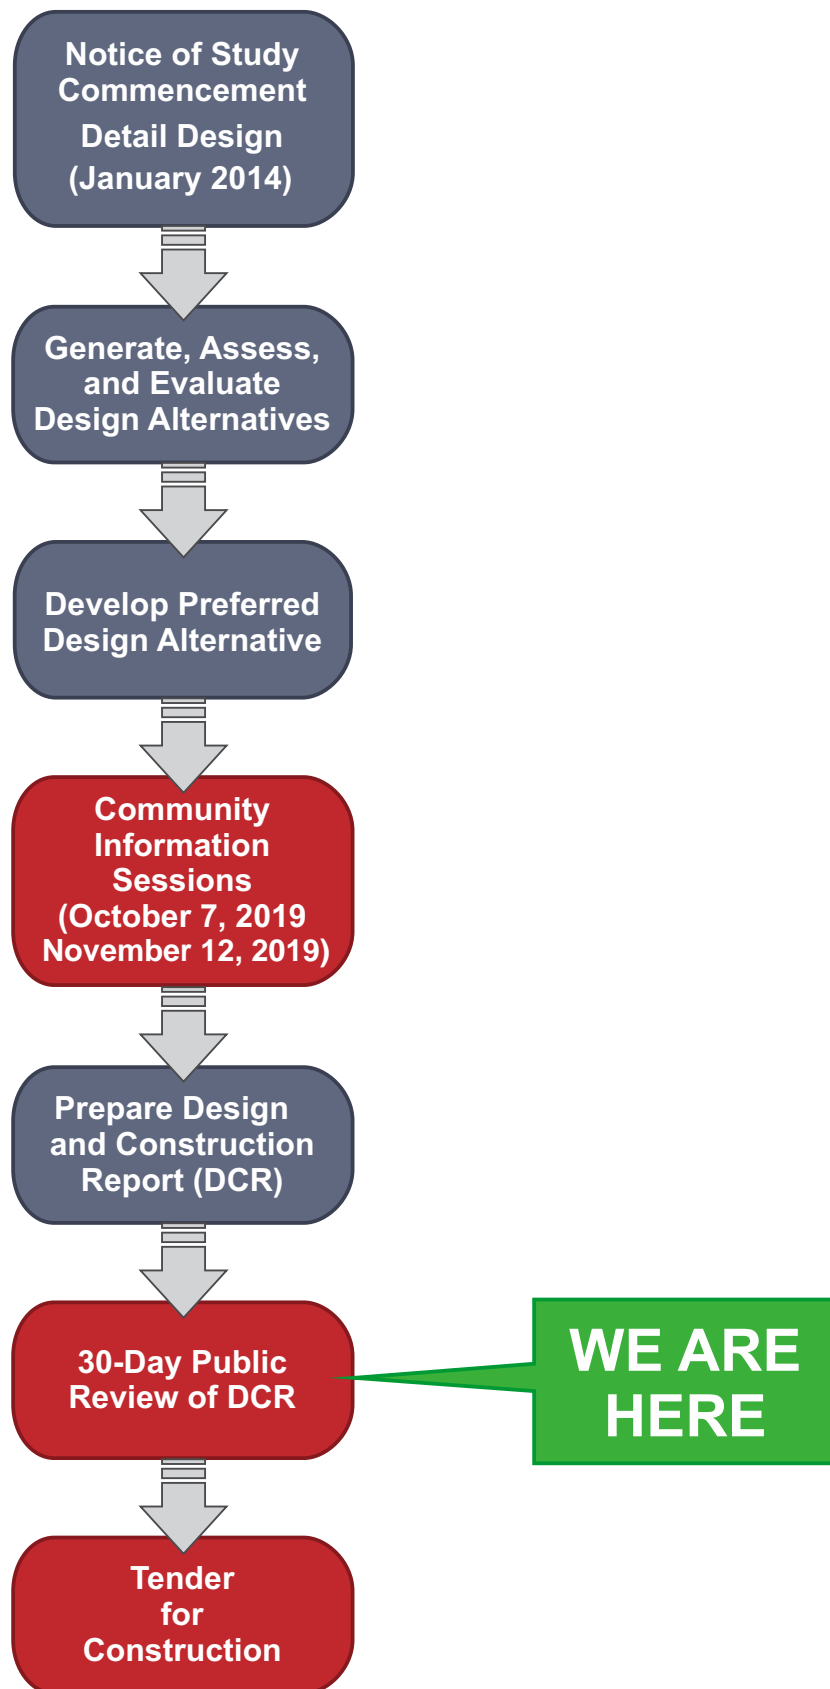 Notice of Study
Commencement
Detail Design
(January 2014)
Generate, Assess,
and Evaluate
Design Alternatives
Develop Preferred
Design Alternative
Community
Information
Sessions
(October 7, 2019
November 12, 2019)
Prepare Design
and Construction
Report (DCR)
30-Day Public
Review of DCR
WE ARE
HERE
Tender
for
Construction